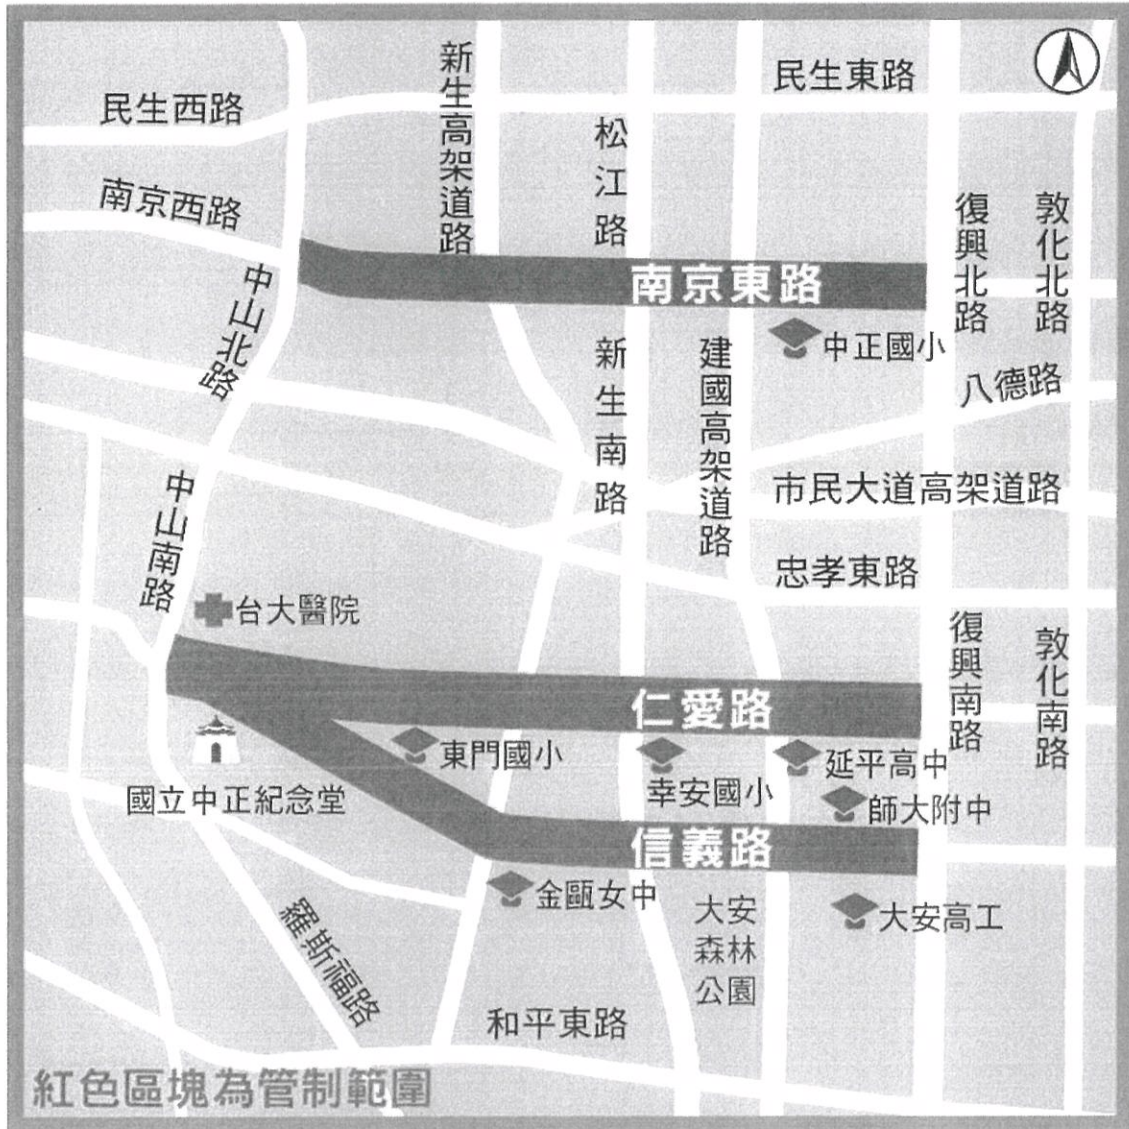 民生西路
南京西路
新生高架道路
松江路
民生東路
復興北路
敦化北路
南京東路
中山北路
中正國小
新生南路
建國高架道路
八德路
中山南路
市民大道高架道路
忠孝東路
台大醫院
復興南路
敦化南路
仁愛路
東門國小
幸安國小
延平高中
國立中正紀念堂
師大附中
信義路
金甌女中
大安
森林
公園
大安高工
羅斯福路
和平東路
紅色區塊為管制範圍